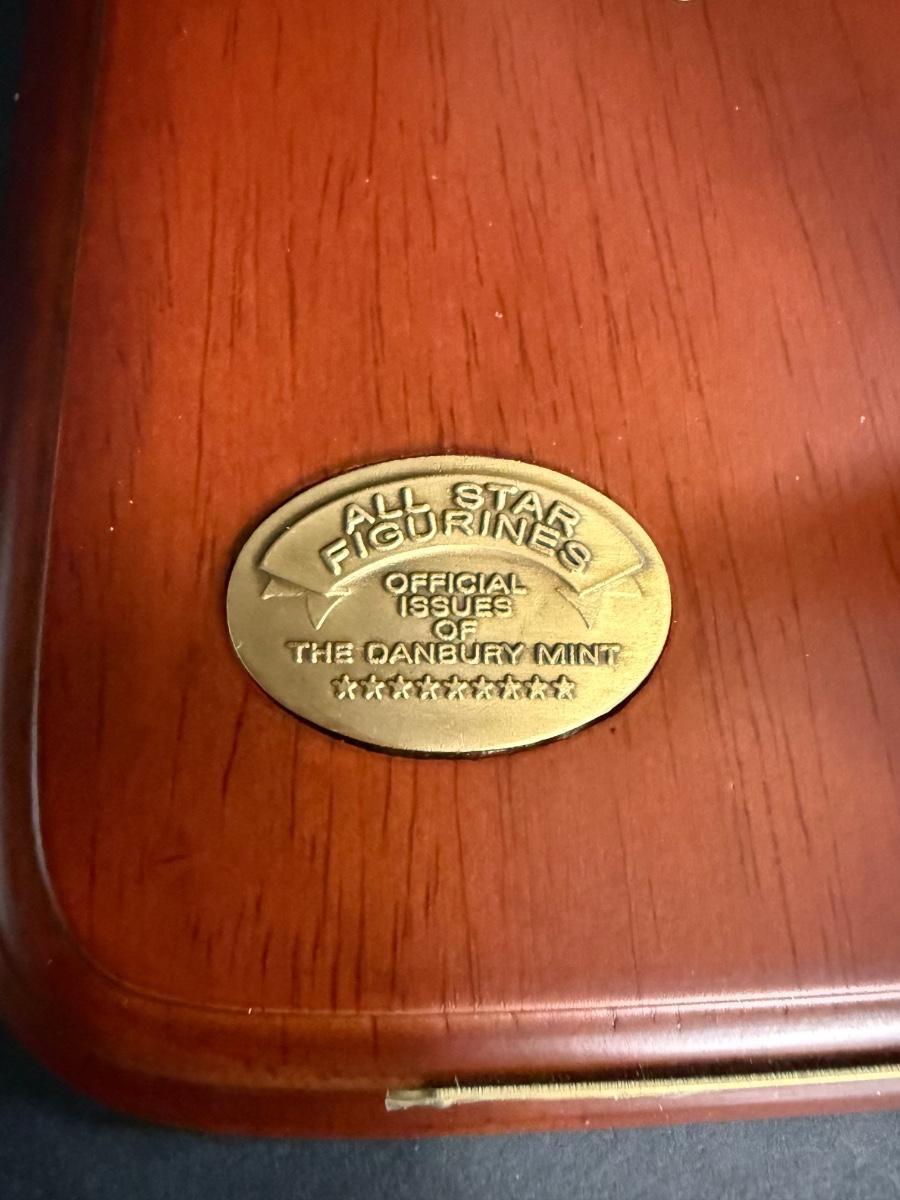 ALL STAR
FIGURINES
OFFICIAL
ISSUES
OF
THE DANBURY MINT